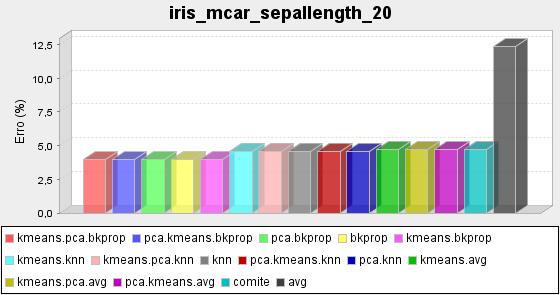 iris_mcar_sepallength_20
12,5
10,0
7,5
5,0
2,5
0,0
Erro (%)
kmeans.pca.bkprop pca.kmeans.bkprop pca.bkprop bkprop kmeans.bkprop
kmeans.knn kmeans.pca.knn knn pca.kmeans.knn pca.knn kmeans.avg
kmeans.pca.avg pca.kmeans.avg comite avg